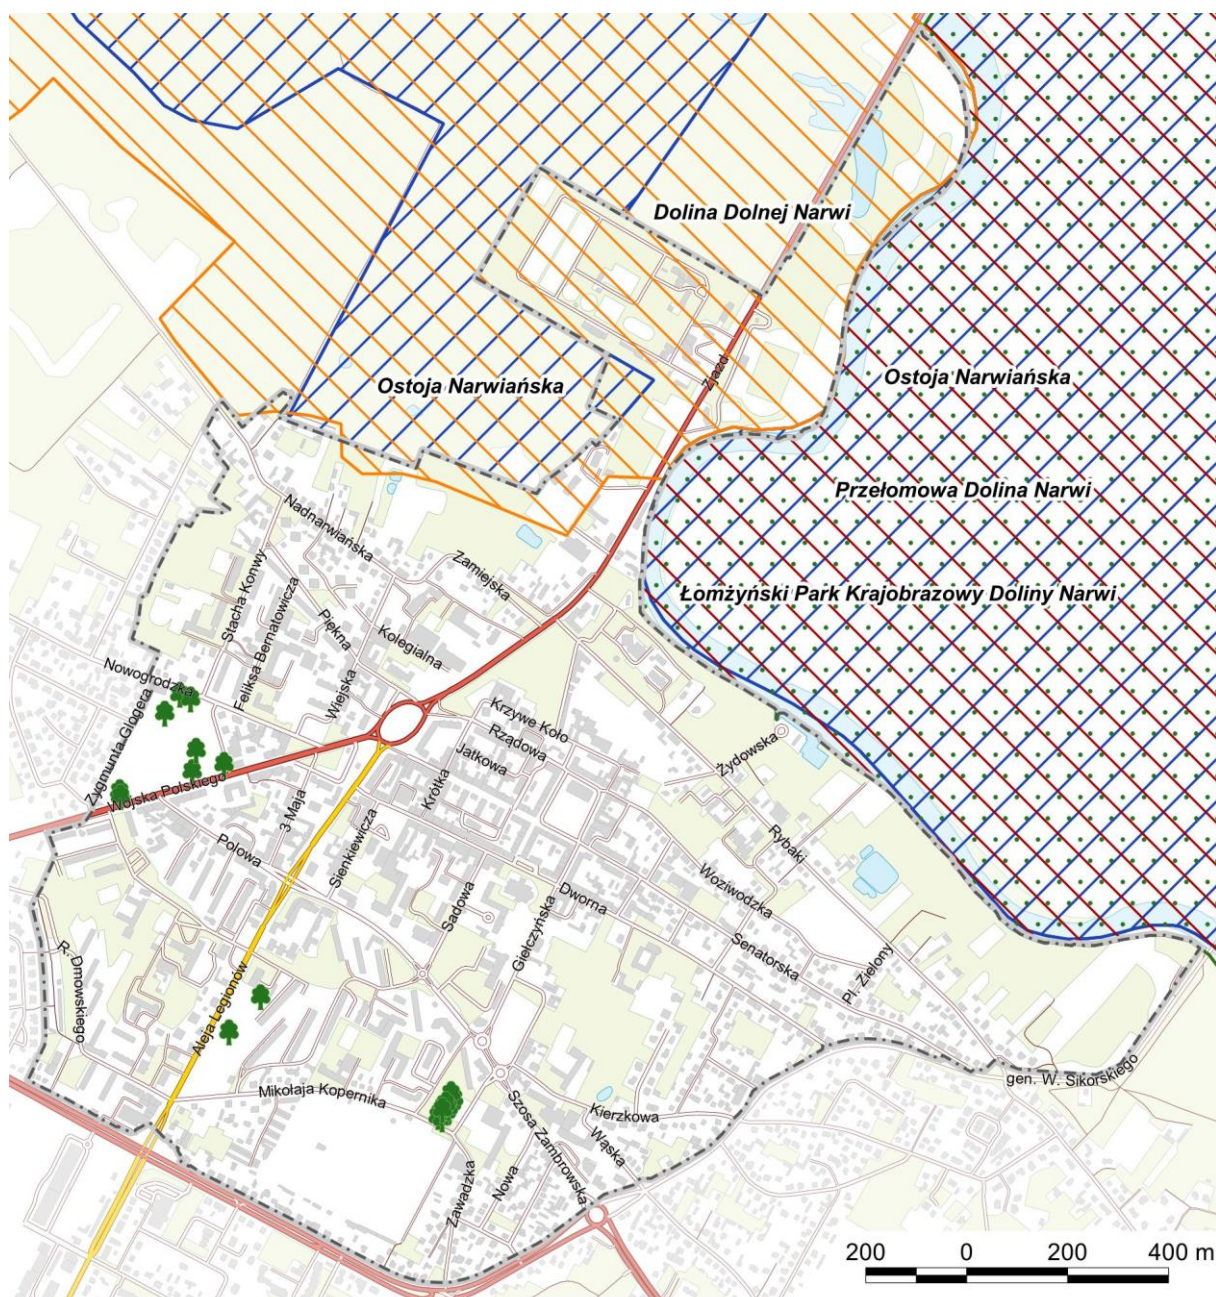 Dolina Dolnej Narwi
Zjazd
Ostoja Narwiańska
Ostoja Narwiańska
Przełomowa Dolina Narwi
Nadnarwiańska
Zamiejska
Łomżyński Park Krajobrazowy Doliny Narwi
Stacha Konwy
Feliksa Bernatowicza
Piękna
Kolegialna
Nowogrodzka
Wiejska
Zygmunta Glogera
Krzywe Koło
Rządowa
Jatkowa
Żydowska
Krótka
Wojska Polskiego
3 Maja
Sienkiewicza
Polowa
Rybaki
Woziwodzka
Sadowa
Dworna
Giełczyńska
Senatorska
Pl. Zielony
R. Dmowskiego
Aleja Legionów
gen. W. Sikorskiego
Mikołaja Kopernika
Szosa Zambrowska
Kierzkowa
Wąska
Zawadzka
Nowa
200 0 200 400 m